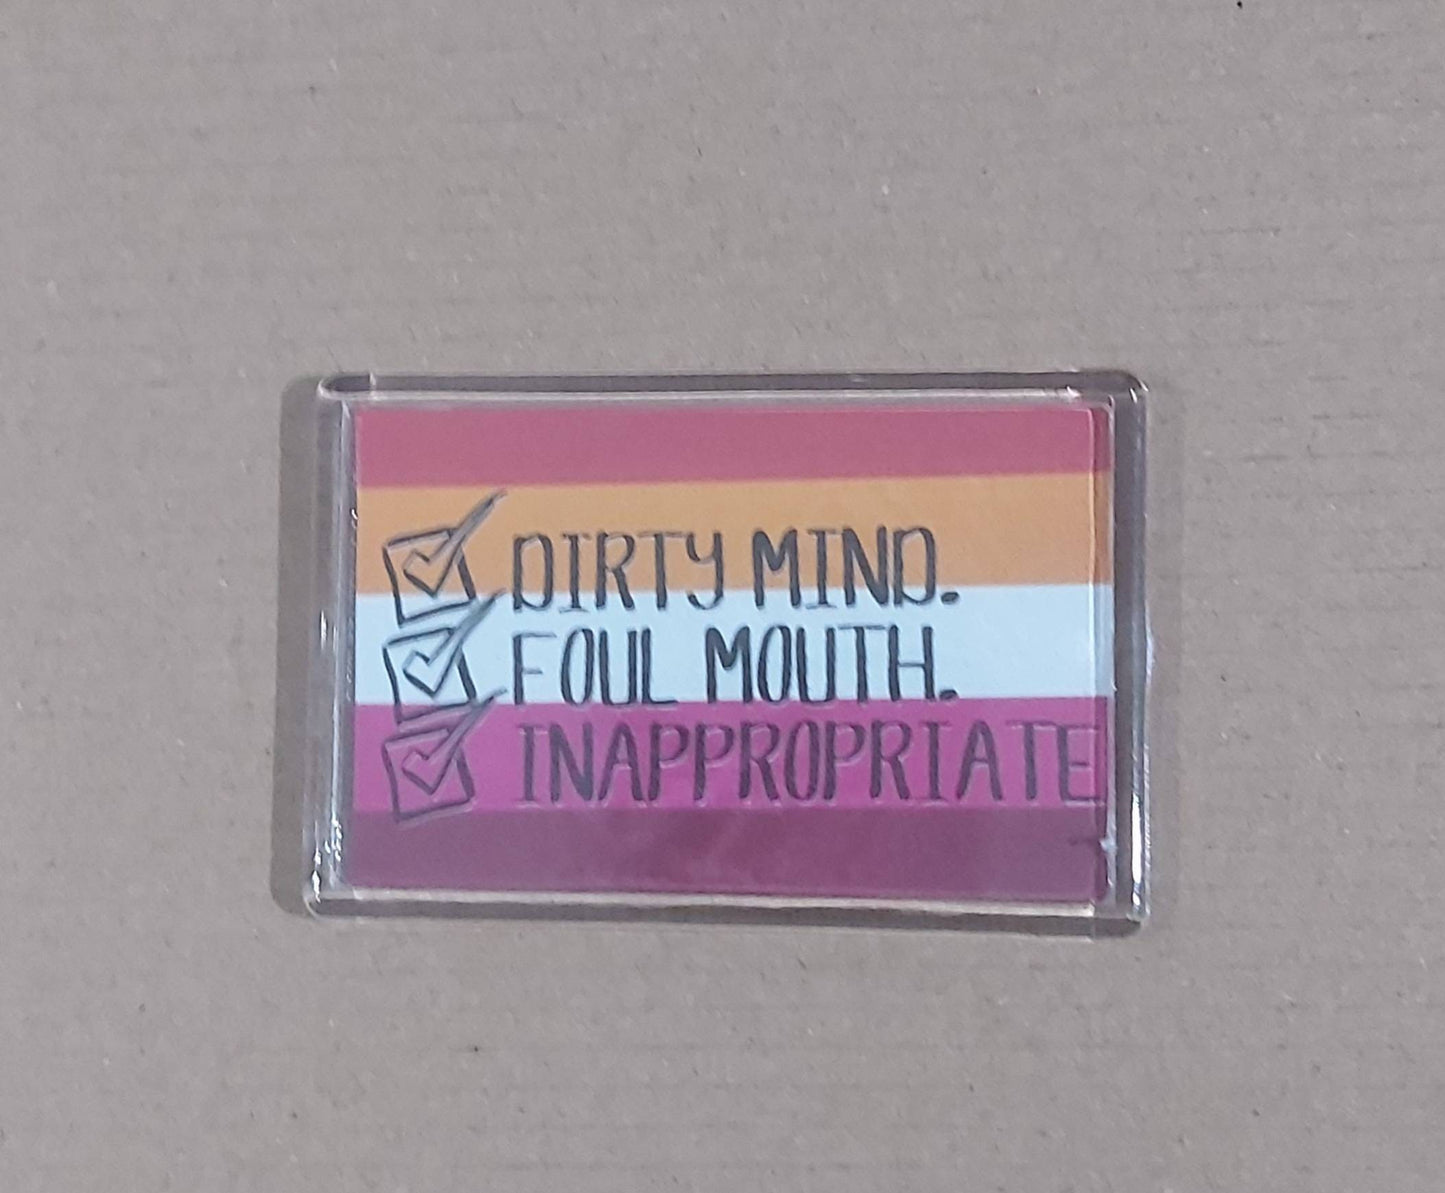 DIRTY MIND.
FOUL MOUTH.
INAPPROPRIATE